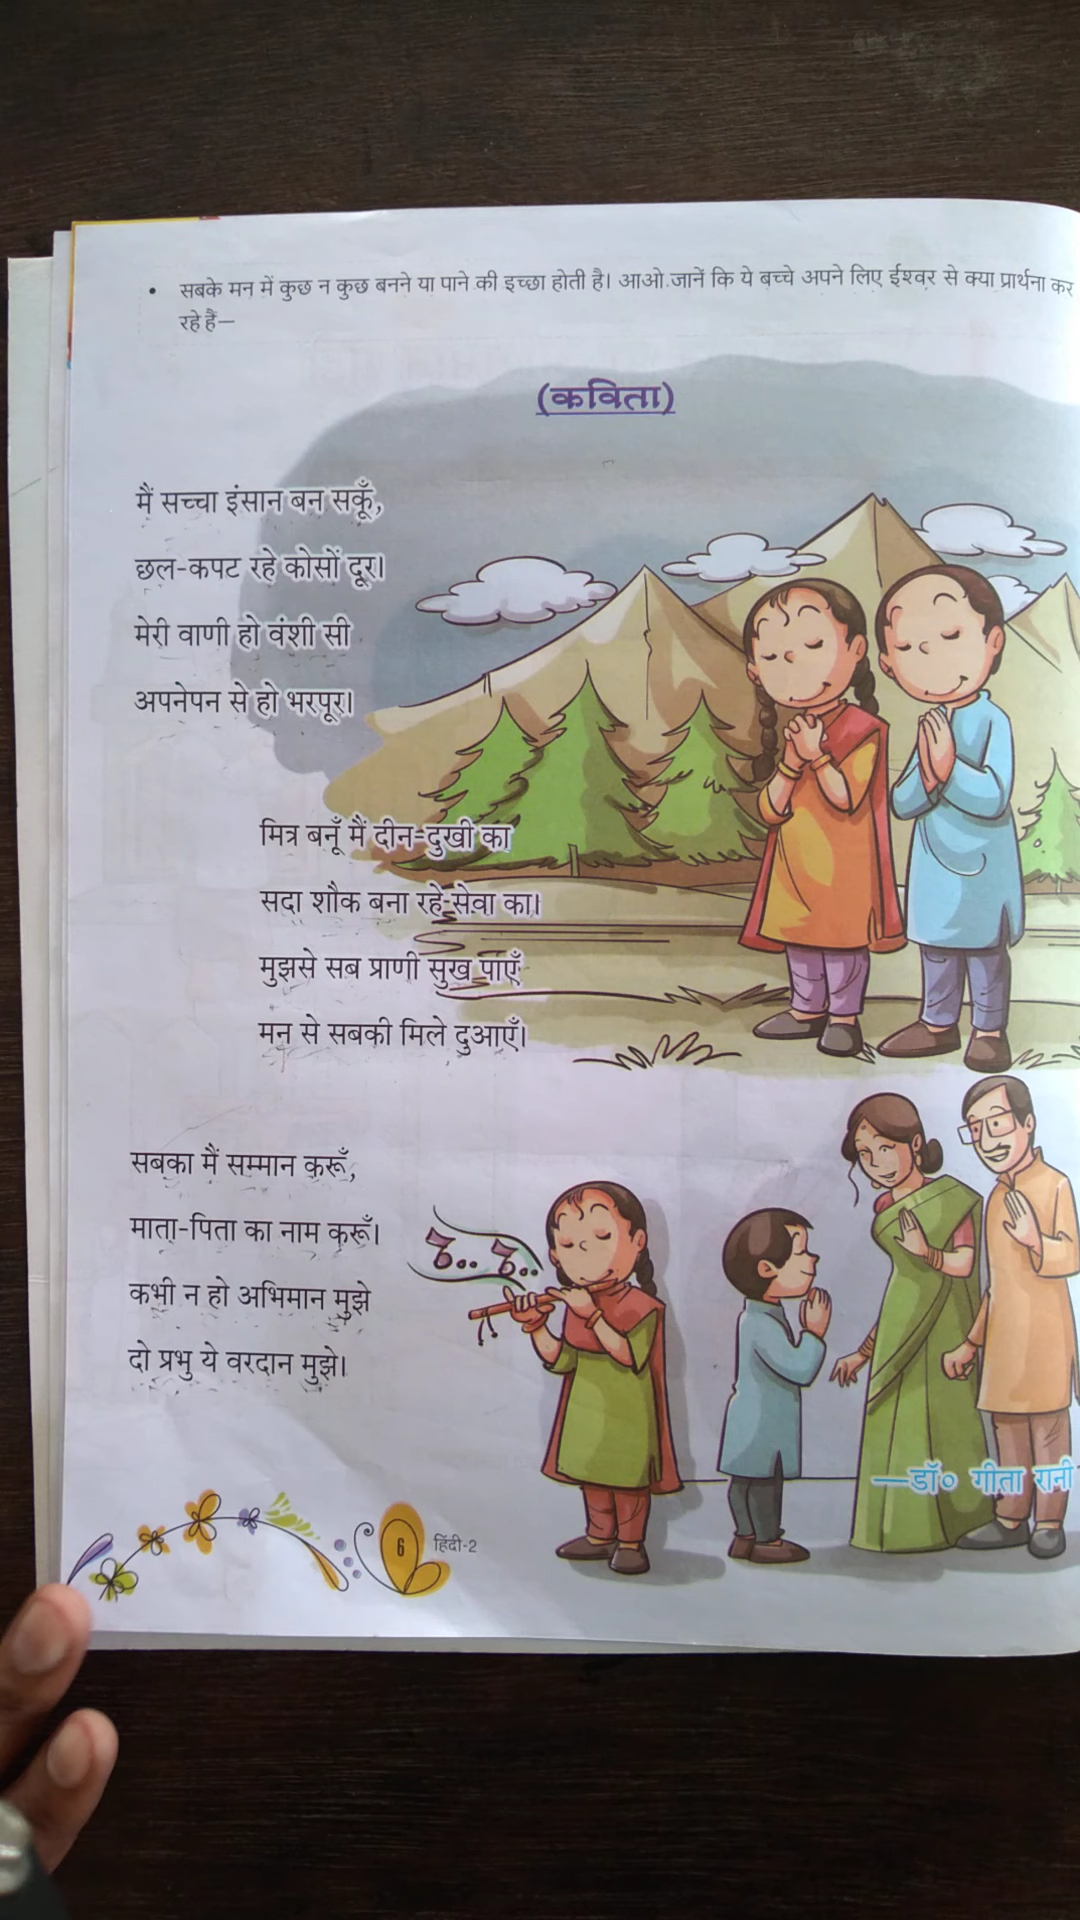 • सबके मन में कुछ न कुछ बनने या पाने की इच्छा होती है। आओ जानें कि ये बच्चे अपने लिए ईश्वर से क्या प्रार्थना कर
रहे हैं—
(कविता)
मैं सच्चा इंसान बन सकूँ,
छल-कपट रहे कोसों दूर।
मेरी वाणी हो वंशी सी
अपनेपन से हो भरपूर।
मित्र बनूँ मैं दीन-दुखी का
सदा शौक बना रहे सेवा का।
मुझसे सब प्राणी सुख पाएँ
मन से सबकी मिले दुआएँ।
सबका मैं सम्मान करूँ,
माता-पिता का नाम करूँ।
कभी न हो अभिमान मुझे
दो प्रभु ये वरदान मुझे।
—डॉ० गीता रानी
6 हिंदी-2